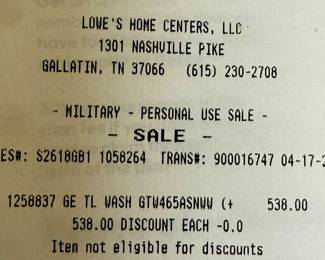 LOWE'S HOME CENTERS, LLC
1301 NASHVILLE PIKE
GALLATIN, TN 37066 (615) 230-2708
- MILITARY - PERSONAL USE SALE -
- SALE -
ES#: S2618GB1 1058264 TRANS#: 900016747 04-17-2
1258837 GE TL WASH GTW465ASNWW (+ 538.00
538.00 DISCOUNT EACH -0.0
Item not eligible for discounts